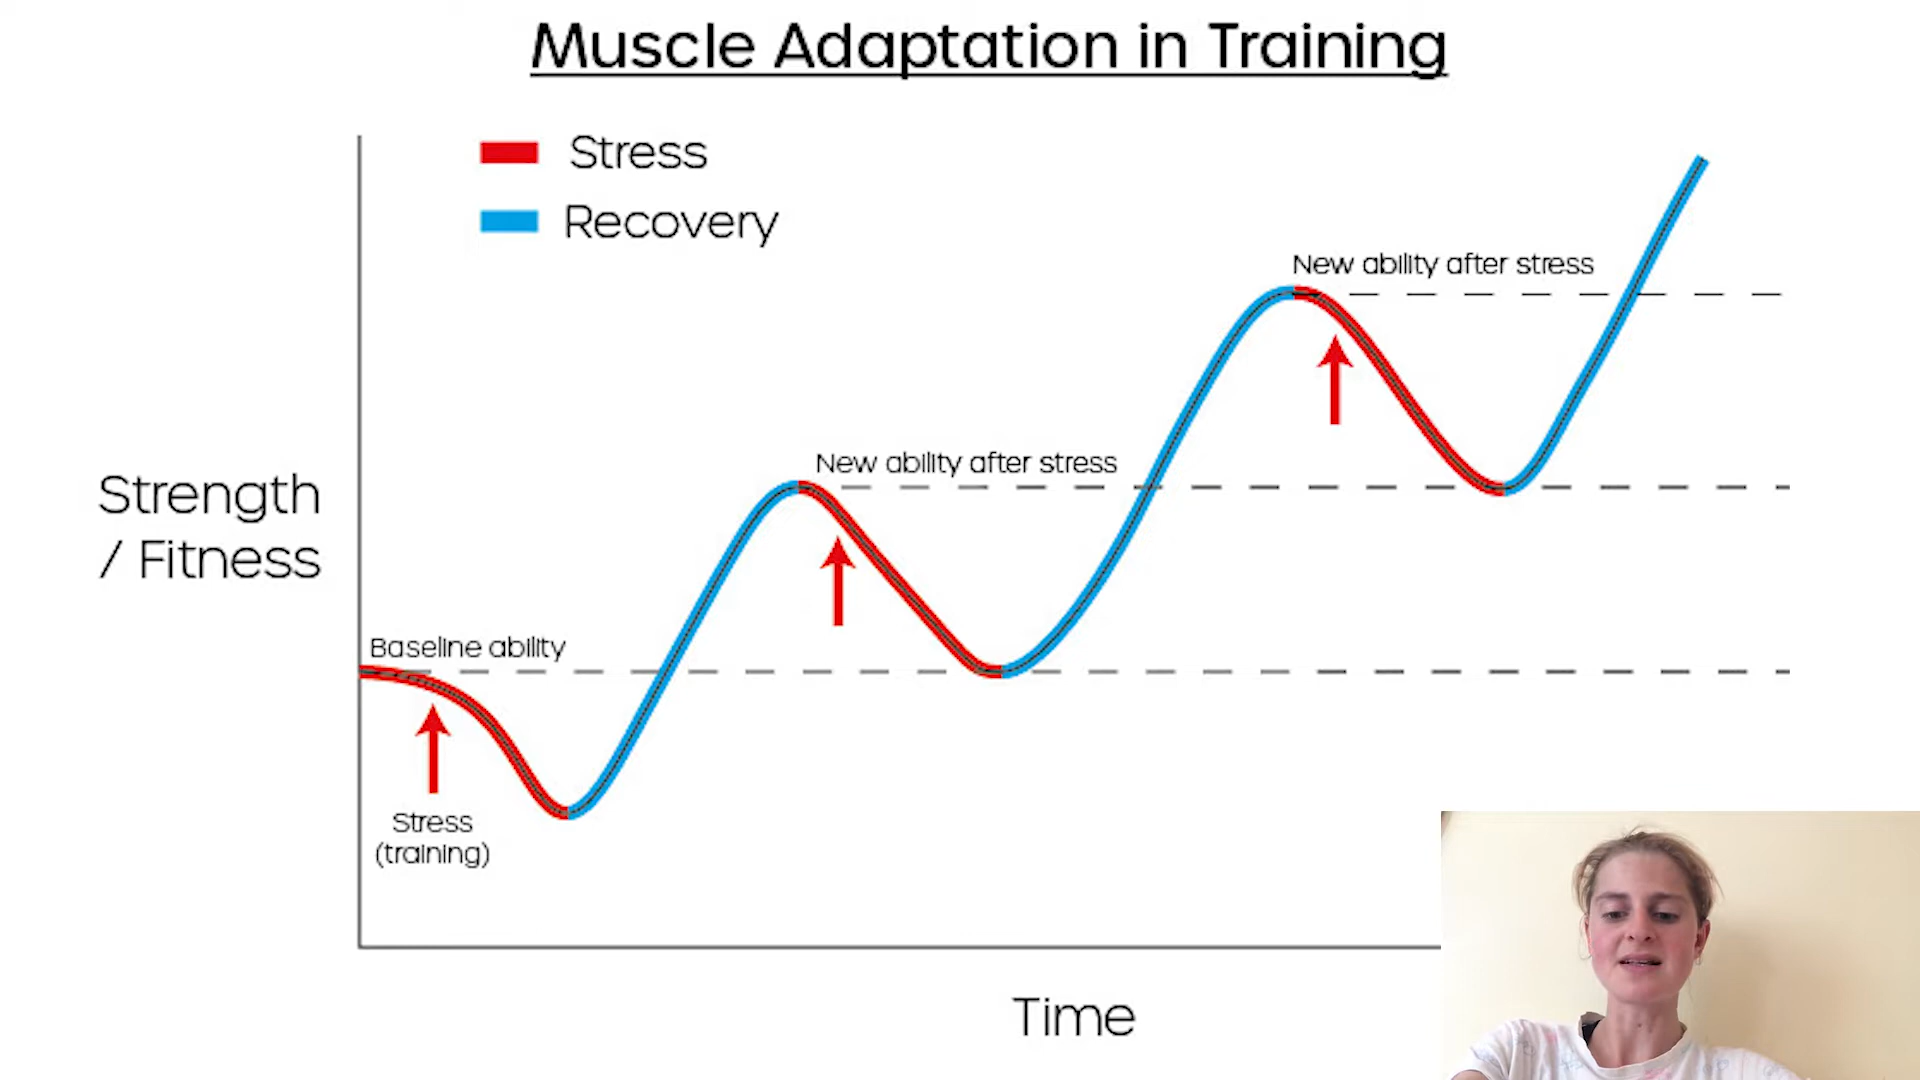 Muscle Adaptation in Training
Stress
Recovery
New ability after stress
New ability after stress
Strength
/ Fitness
Baseline ability
Stress
(training)
Time